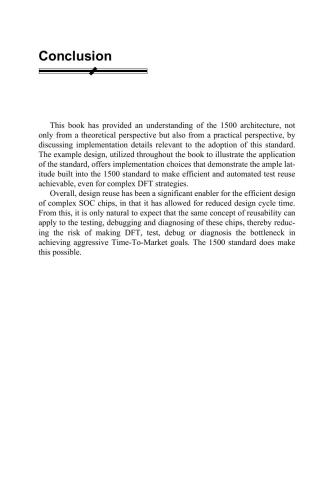 Conclusion
This book has provided an understanding of the 1500 architecture, not
only from a theoretical perspective but also from a practical perspective, by
discussing implementation details relevant to the adoption of this standard.
The example design, utilized throughout the book to illustrate the application
of the standard, offers implementation choices that demonstrate the ample lat-
itude built into the 1500 standard to make efficient and automated test reuse
achievable, even for complex DFT strategies.
Overall, design reuse has been a significant enabler for the efficient design
of complex SOC chips, in that it has allowed for reduced design cycle time.
From this, it is only natural to expect that the same concept of reusability can
apply to the testing, debugging and diagnosing of these chips, thereby reduc-
ing the risk of making DFT, test, debug or diagnosis the bottleneck in
achieving aggressive Time-To-Market goals. The 1500 standard does make
this possible.